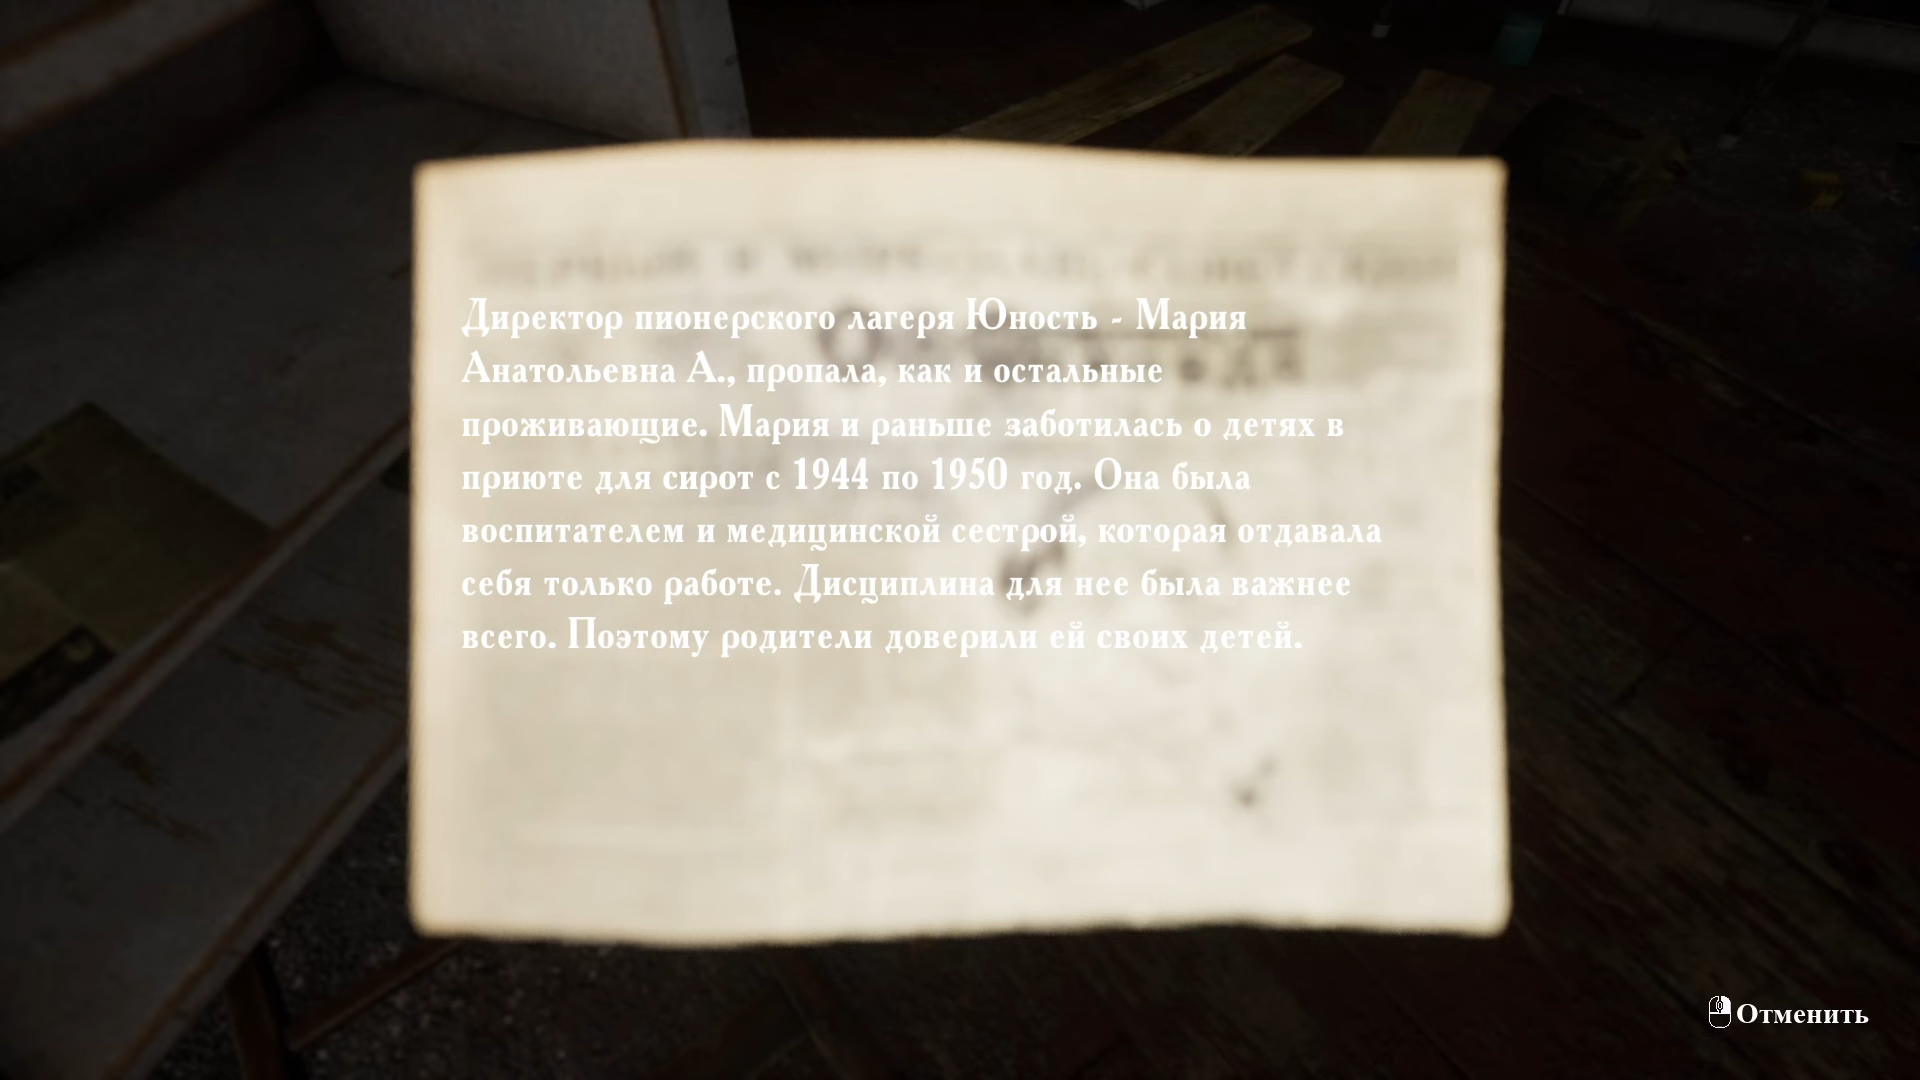 Директор пионерского лагеря Юность - Мария
Анатольевна А., пропала, как и остальные
проживающие. Мария и раньше заботилась о детях в
приюте для сирот с 1944 по 1950 год. Она была
воспитателем и медицинской сестрой, которая отдавала
себя только работе. Дисциплина для нее была важнее
всего. Поэтому родители доверили ей своих детей.
Отменить